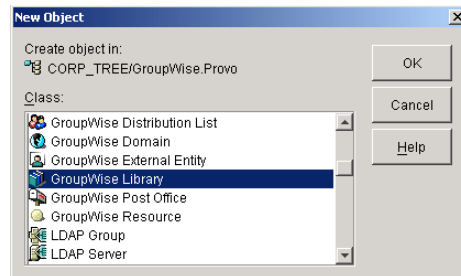 New Object
Create object in:
CORP_TREE/GroupWise.Provo
Class:
GroupWise Distribution List
GroupWise Domain
GroupWise External Entity
GroupWise Library
GroupWise Post Office
GroupWise Resource
LDAP Group
LDAP Server
OK
Cancel
Help